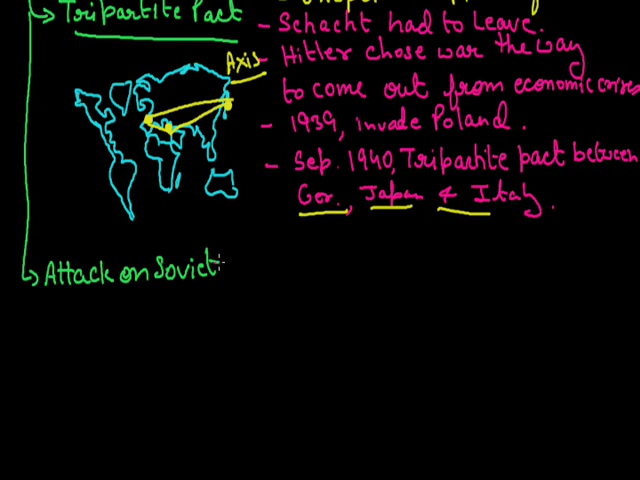 Tripartite Pact
- Schacht had to leave.
Axis
- Hitler chose war the way
to come out from economic crises
- 1939, invade Poland.
- Sep. 1940, Tripartite pact between
Ger., Japan & Italy.
Attack on Soviet